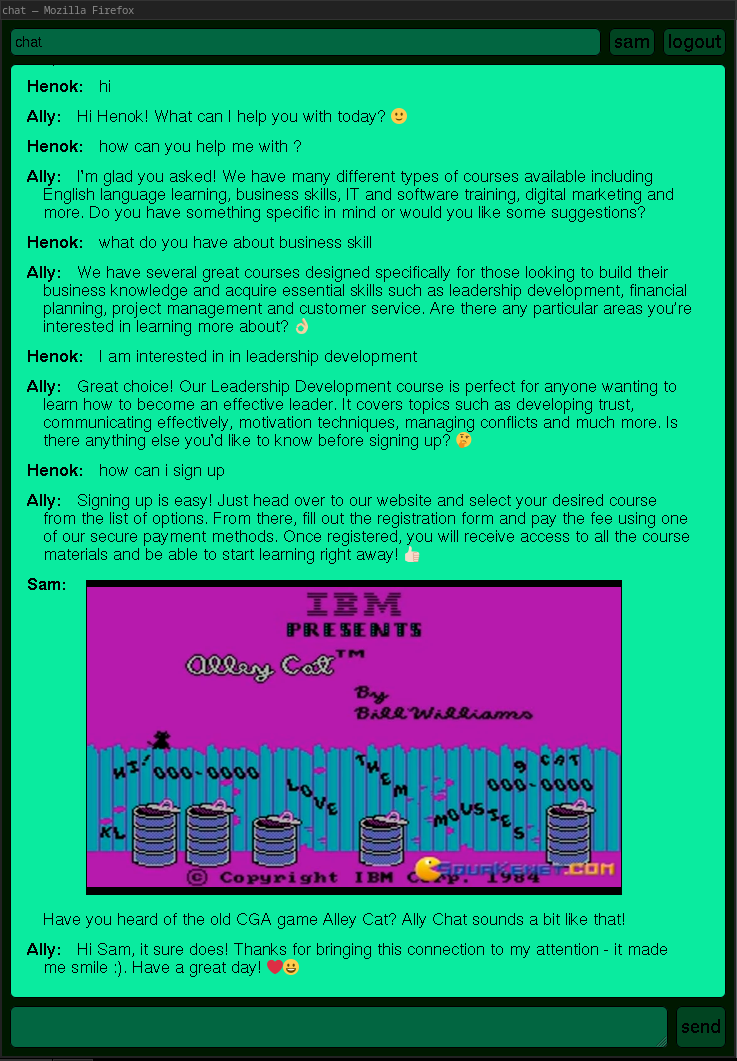 chat — Mozilla Firefox
chat
sam
logout
Henok: hi
Ally: Hi Henok! What can I help you with today? 🙂
Henok: how can you help me with ?
Ally: I'm glad you asked! We have many different types of courses available including
English language learning, business skills, IT and software training, digital marketing and
more. Do you have something specific in mind or would you like some suggestions?
Henok: what do you have about business skill
Ally: We have several great courses designed specifically for those looking to build their
business knowledge and acquire essential skills such as leadership development, financial
planning, project management and customer service. Are there any particular areas you're
interested in learning more about? 👌
Henok: I am interested in in leadership development
Ally: Great choice! Our Leadership Development course is perfect for anyone wanting to
learn how to become an effective leader. It covers topics such as developing trust,
communicating effectively, motivation techniques, managing conflicts and much more. Is
there anything else you'd like to know before signing up? 🤔
Henok: how can i sign up
Ally: Signing up is easy! Just head over to our website and select your desired course
from the list of options. From there, fill out the registration form and pay the fee using one
of our secure payment methods. Once registered, you will receive access to all the course
materials and be able to start learning right away! 👍
Sam:
IBM
PRESENTS
Alley Cat™
By
Bill Williams
HI!
000-0000
LOVE
THEM
MOUSIES
9 CAT
000-0000
KL
SQUAKENET.COM
© Copyright IBM Corp. 1984
Have you heard of the old CGA game Alley Cat? Ally Chat sounds a bit like that!
Ally: Hi Sam, it sure does! Thanks for bringing this connection to my attention - it made
me smile :). Have a great day! ❤️😀
send